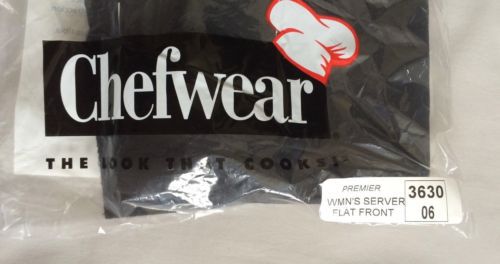 Chefwear®
THE LOOK THAT COOKS!
PREMIER
WMN'S SERVER
FLAT FRONT
3630
06